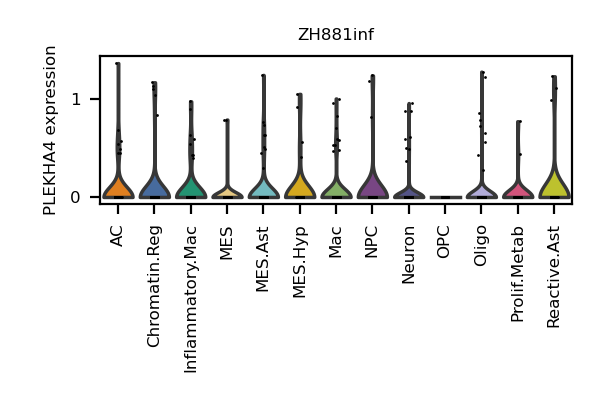 ZH881inf
PLEKHA4 expression
1
0
AC
Chromatin.Reg
Inflammatory.Mac
MES
MES.Ast
MES.Hyp
Mac
NPC
Neuron
OPC
Oligo
Prolif.Metab
Reactive.Ast